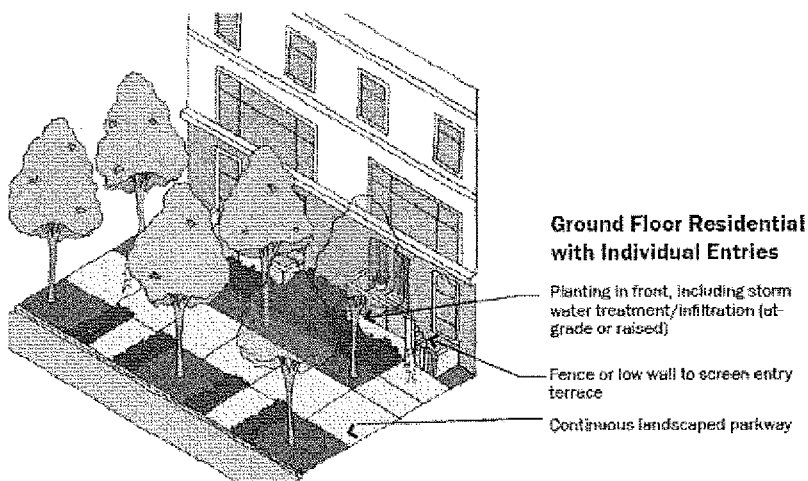 Ground Floor Residential
with Individual Entries
Planting in front, including storm
water treatment/infiltration (at-
grade or raised)
Fence or low wall to screen entry
terrace
Continuous landscaped parkway